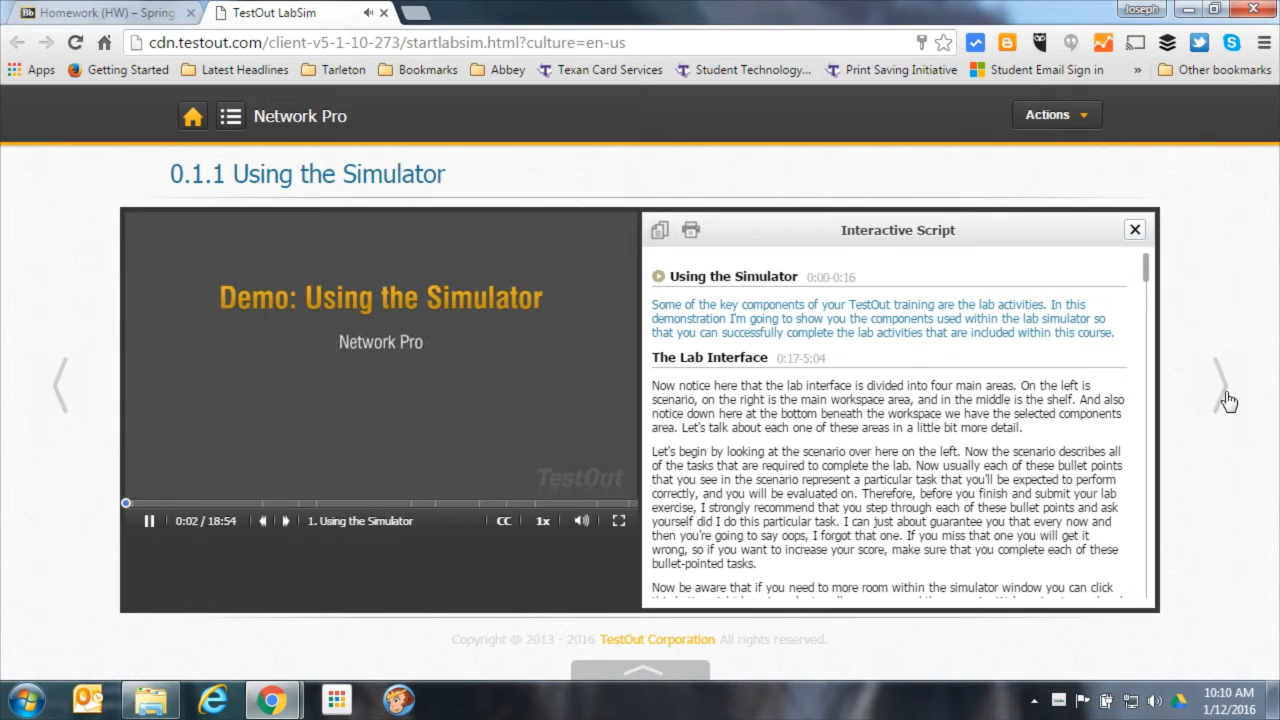 Homework (HW) – Spring
TestOut LabSim
Joseph
cdn.testout.com/client-v5-1-10-273/startlabsim.html?culture=en-us
Apps
Getting Started
Latest Headlines
Tarleton
Bookmarks
Abbey
Texan Card Services
Student Technology...
Print Saving Initiative
Student Email Sign in
»
Other bookmarks
Network Pro
Actions
0.1.1 Using the Simulator
Demo: Using the Simulator
Network Pro
TestOut
0:02 / 18:54
1. Using the Simulator
CC
1x
Interactive Script
Using the Simulator 0:00-0:16
Some of the key components of your TestOut training are the lab activities. In this
demonstration I'm going to show you the components used within the lab simulator so
that you can successfully complete the lab activities that are included within this course.
The Lab Interface 0:17-5:04
Now notice here that the lab interface is divided into four main areas. On the left is
scenario, on the right is the main workspace area, and in the middle is the shelf. And also
notice down here at the bottom beneath the workspace we have the selected components
area. Let's talk about each one of these areas in a little bit more detail.
Let's begin by looking at the scenario over here on the left. Now the scenario describes all
of the tasks that are required to complete the lab. Now usually each of these bullet points
that you see in the scenario represent a particular task that you'll be expected to perform
correctly, and you will be evaluated on. Therefore, before you finish and submit your lab
exercise, I strongly recommend that you step through each of these bullet points and ask
yourself did I do this particular task. I can just about guarantee you that every now and
then you're going to say oops, I forgot that one. If you miss that one you will get it
wrong, so if you want to increase your score, make sure that you complete each of these
bullet-pointed tasks.
Now be aware that if you need to more room within the simulator window you can click
Copyright @ 2013 - 2016 TestOut Corporation All rights reserved.
10:10 AM
1/12/2016